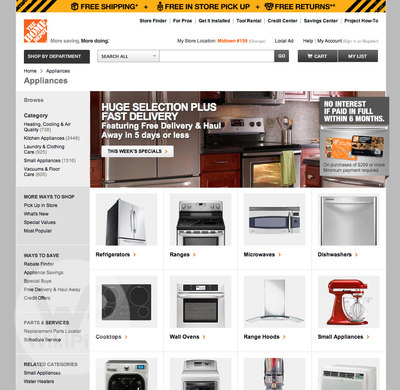 FREE SHIPPING* + FREE IN STORE PICK UP + FREE RETURNS**
Store Finder | For Pros | Get It Installed | Tool Rental | Credit Center | Savings Center | Project How-To
THE HOME DEPOT
More saving. More doing.
My Store Location: Midtown #159 (Change) Local Ad Help | My Account (Sign in or Register)
SHOP BY DEPARTMENT
SEARCH ALL
GO
CART
MY LIST
Home > Appliances
Appliances
Browse
Category
Heating, Cooling & Air
Quality (738)
Kitchen Appliances (2448)
Laundry & Clothing
Care (925)
Small Appliances (1316)
Vacuums & Floor
Care (626)
HUGE SELECTION PLUS
FAST DELIVERY
Featuring Free Delivery & Haul
Away in 5 days or less
THIS WEEK'S SPECIALS >
NO INTEREST
IF PAID IN FULL
WITHIN 6 MONTHS.
On purchases of $299 or more.
Minimum payment required.
MORE WAYS TO SHOP
Pick Up in Store
What's New
Special Values
Most Popular
WAYS TO SAVE
Rebate Finder
Appliance Savings
Special Buys
Free Delivery & Haul Away
Credit Offers
PARTS & SERVICES
Replacement Parts Locator
Schedule Service
RELATED CATEGORIES
Small Appliances
Water Heaters
Refrigerators >
Ranges >
Microwaves >
Dishwashers >
Cooktops >
Wall Ovens >
Range Hoods >
Small Appliances >